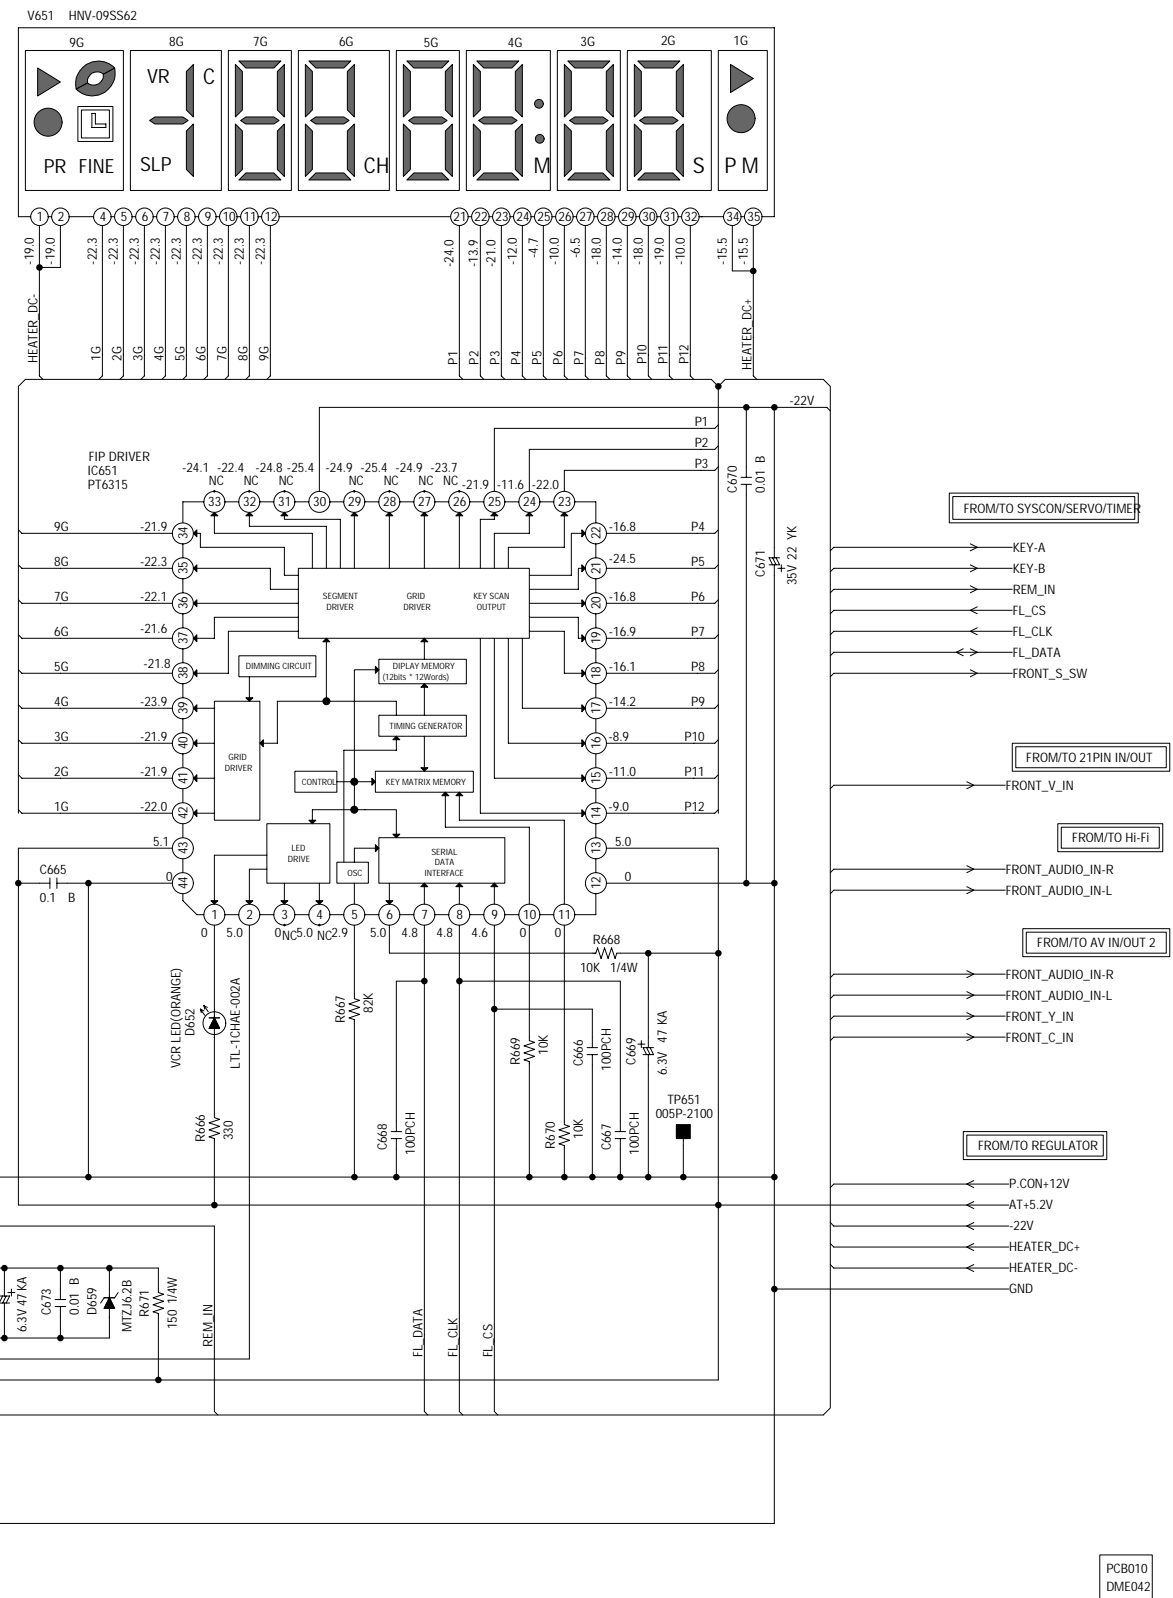 V651 HNV-09SS62
9G 8G 7G 6G 5G 4G 3G 2G 1G
VR C
PR FINE SLP CH M S P M
1 2 4 5 6 7 8 9 10 11 12 21 22 23 24 25 26 27 28 29 30 31 32 34 35
-19.0 -19.0 -22.3 -22.3 -22.3 -22.3 -22.3 -22.3 -22.3 -22.3 -22.3 -24.0 -13.9 -21.0 -12.0 -4.7 -10.0 -6.5 -18.0 -14.0 -18.0 -19.0 -10.0 -15.5 -15.5
HEATER_DC- 1G 2G 3G 4G 5G 6G 7G 8G 9G P1 P2 P3 P4 P5 P6 P7 P8 P9 P10 P11 P12 HEATER_DC+
-22V
P1
P2
P3
FIP DRIVER
IC651
PT6315
-24.1 -22.4 -24.8 -25.4 -24.9 -25.4 -24.9 -23.7 -21.9 -11.6 -22.0
NC NC NC NC NC NC NC
33 32 31 30 29 28 27 26 25 24 23
C670
0.01 B
C671
35V 22 YK
+
9G -21.9 34
8G -22.3 35
7G -22.1 36
6G -21.6 37
5G -21.8 38
4G -23.9 39
3G -21.9 40
2G -21.9 41
1G -22.0 42
5.1 43
0 44
22 -16.8 P4
21 -24.5 P5
20 -16.8 P6
19 -16.9 P7
18 -16.1 P8
17 -14.2 P9
16 -8.9 P10
15 -11.0 P11
14 -9.0 P12
13 5.0
12 0
SEGMENT
DRIVER
GRID
DRIVER
KEY SCAN
OUTPUT
DIMMING CIRCUIT
DIPLAY MEMORY
(12bits * 12Words)
TIMING GENERATOR
GRID
DRIVER
CONTROL
KEY MATRIX MEMORY
LED
DRIVE
OSC
SERIAL
DATA
INTERFACE
C665
0.1 B
1 2 3 4 5 6 7 8 9 10 11
0 5.0 0 NC 5.0 NC 2.9 5.0 4.8 4.8 4.6 0 0
R668
10K 1/4W
VCR LED(ORANGE)
D652
LTL-1CHAE-002A
R667
82K
R669
10K
C666
100PCH
C669
+
6.3V 47 KA
R666
330
C668
100PCH
R670
10K
C667
100PCH
TP651
005P-2100
+
6.3V 47 KA
C673
0.01 B
D659
MTZJ6.2B
R671
150 1/4W
REM_IN
FL_DATA
FL_CLK
FL_CS
FROM/TO SYSCON/SERVO/TIMER
KEY-A
KEY-B
REM_IN
FL_CS
FL_CLK
FL_DATA
FRONT_S_SW
FROM/TO 21PIN IN/OUT
FRONT_V_IN
FROM/TO Hi-Fi
FRONT_AUDIO_IN-R
FRONT_AUDIO_IN-L
FROM/TO AV IN/OUT 2
FRONT_AUDIO_IN-R
FRONT_AUDIO_IN-L
FRONT_Y_IN
FRONT_C_IN
FROM/TO REGULATOR
P.CON+12V
AT+5.2V
-22V
HEATER_DC+
HEATER_DC-
GND
PCB010
DME042